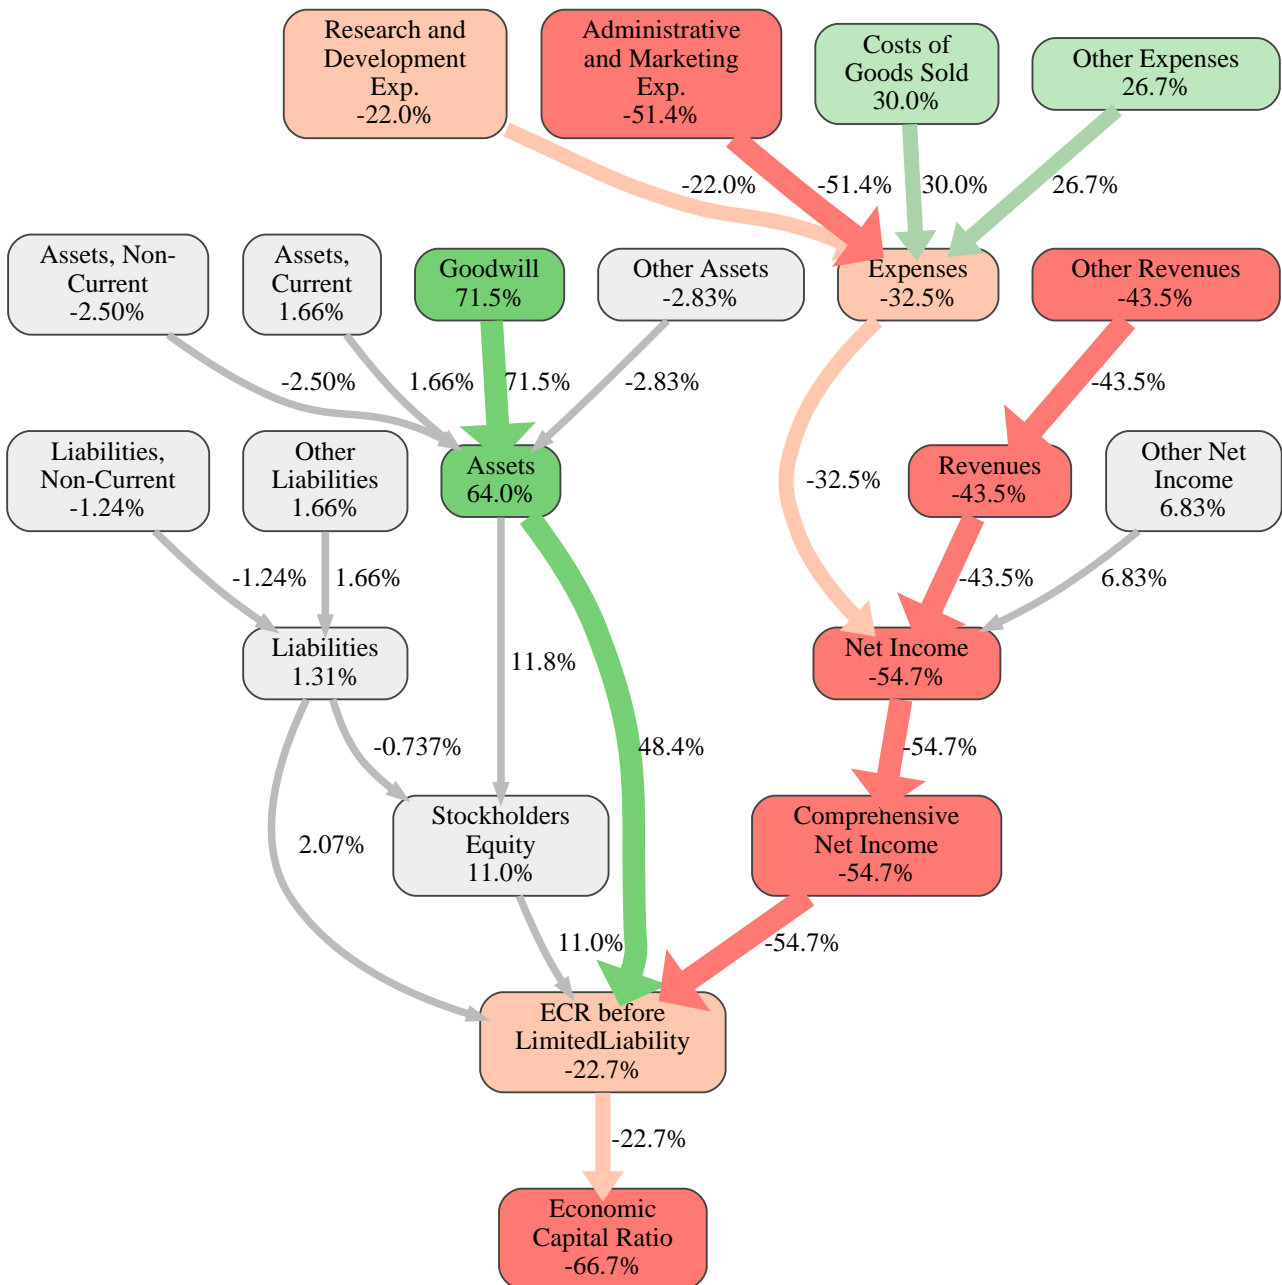 Research and
Development
Exp.
-22.0%
Administrative
and Marketing
Exp.
-51.4%
Costs of
Goods Sold
30.0%
Other Expenses
26.7%
-22.0%
-51.4%
30.0%
26.7%
Assets, Non-
Current
-2.50%
Assets,
Current
1.66%
Goodwill
71.5%
Other Assets
-2.83%
Expenses
-32.5%
Other Revenues
-43.5%
-2.50%
1.66%
71.5%
-2.83%
-43.5%
Liabilities,
Non-Current
-1.24%
Other
Liabilities
1.66%
Assets
64.0%
-32.5%
Revenues
-43.5%
Other Net
Income
6.83%
-1.24%
1.66%
-43.5%
6.83%
Liabilities
1.31%
11.8%
Net Income
-54.7%
-0.737%
48.4%
-54.7%
2.07%
Stockholders
Equity
11.0%
Comprehensive
Net Income
-54.7%
11.0%
-54.7%
ECR before
LimitedLiability
-22.7%
-22.7%
Economic
Capital Ratio
-66.7%